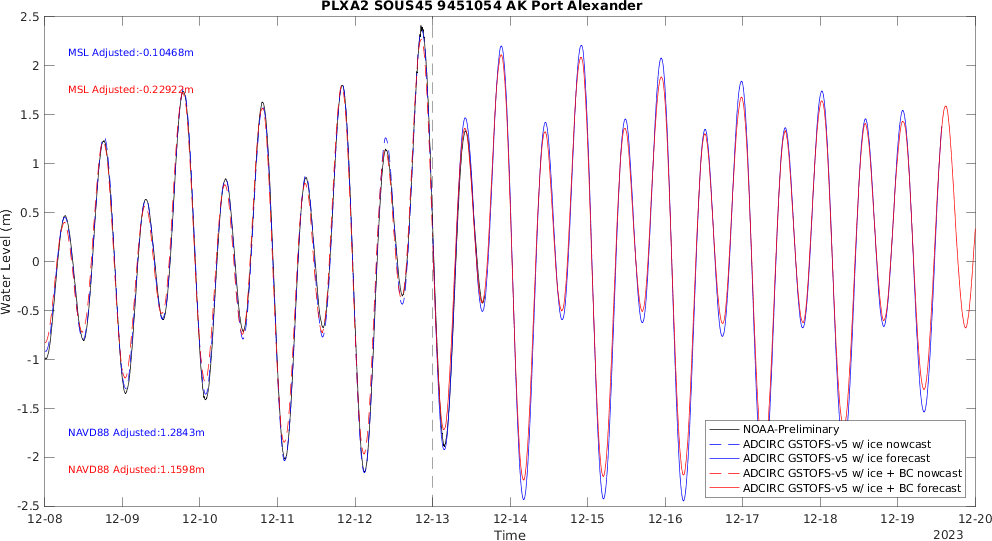 PLXA2 SOUS45 9451054 AK Port Alexander
2.5
2
1.5
1
0.5
0
-0.5
-1
-1.5
-2
-2.5
Water Level (m)
MSL Adjusted:-0.10468m
MSL Adjusted:-0.22922m
NAVD88 Adjusted:1.2843m
NAVD88 Adjusted:1.1598m
NOAA-Preliminary
ADCIRC GSTOFS-v5 w/ ice nowcast
ADCIRC GSTOFS-v5 w/ ice forecast
ADCIRC GSTOFS-v5 w/ ice + BC nowcast
ADCIRC GSTOFS-v5 w/ ice + BC forecast
12-08 12-09 12-10 12-11 12-12 12-13 12-14 12-15 12-16 12-17 12-18 12-19 12-20
Time
2023